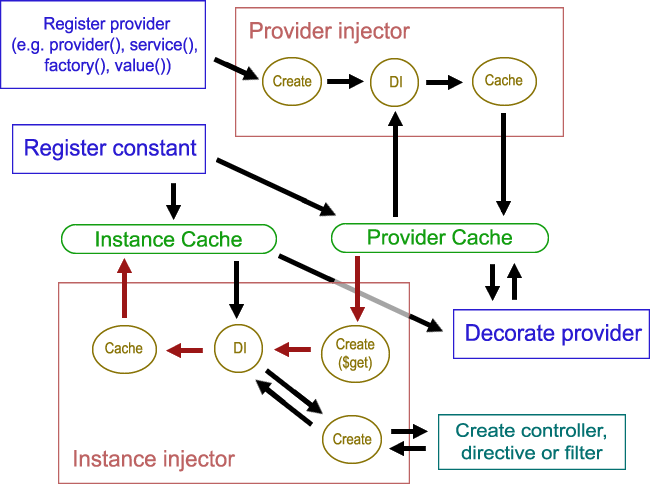 Register provider
(e.g. provider(), service(),
factory(), value())
Provider injector
Create
DI
Cache
Register constant
Instance Cache
Provider Cache
Decorate provider
Cache
DI
Create
($get)
Create
Create controller,
directive or filter
Instance injector